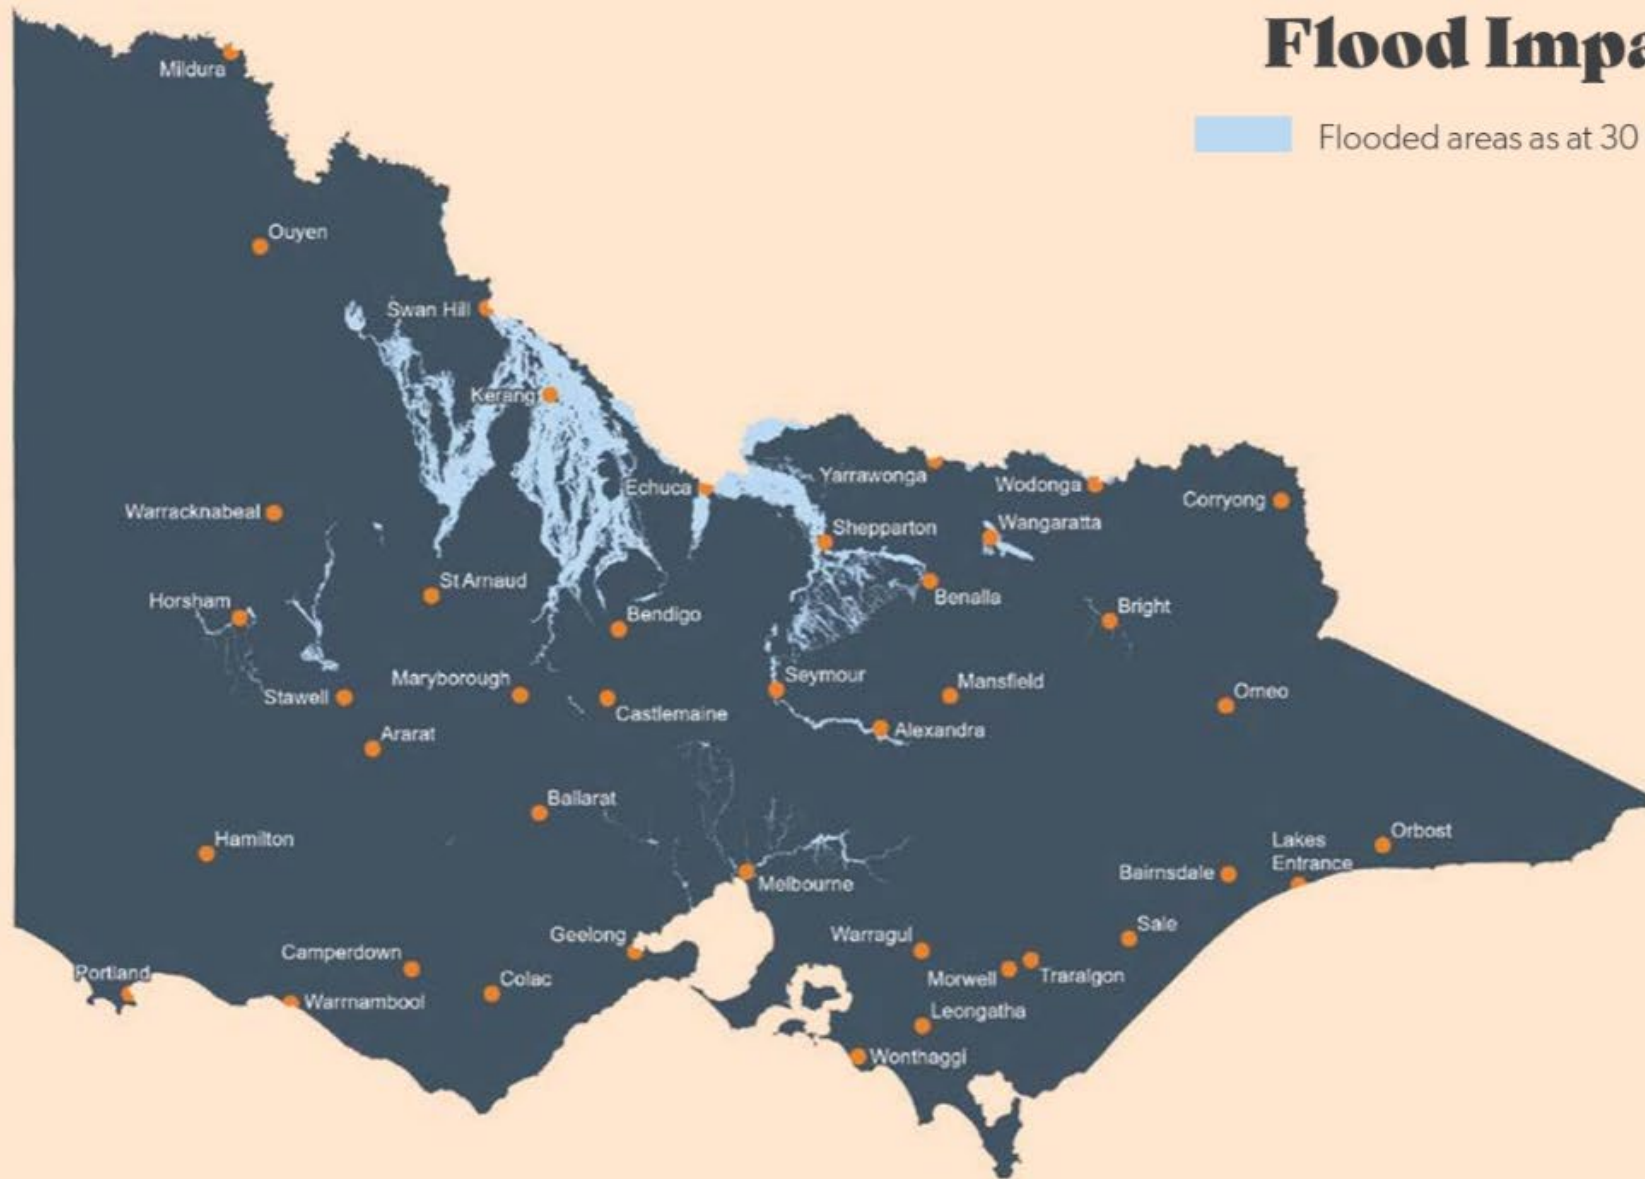 Flood Impa
Flooded areas as at 30
Mildura
Ouyen
Swan Hill
Kerang
Echuca
Yarrawonga
Wodonga
Corryong
Warracknabeal
Shepparton
Wangaratta
St Arnaud
Horsham
Benalla
Bendigo
Bright
Maryborough
Seymour
Mansfield
Stawell
Castlemaine
Omeo
Ararat
Alexandra
Ballarat
Hamilton
Orbost
Lakes
Entrance
Bairnsdale
Melbourne
Sale
Geelong
Warragul
Camperdown
Portland
Colac
Morwell
Traralgon
Warrnambool
Leongatha
Wonthaggi